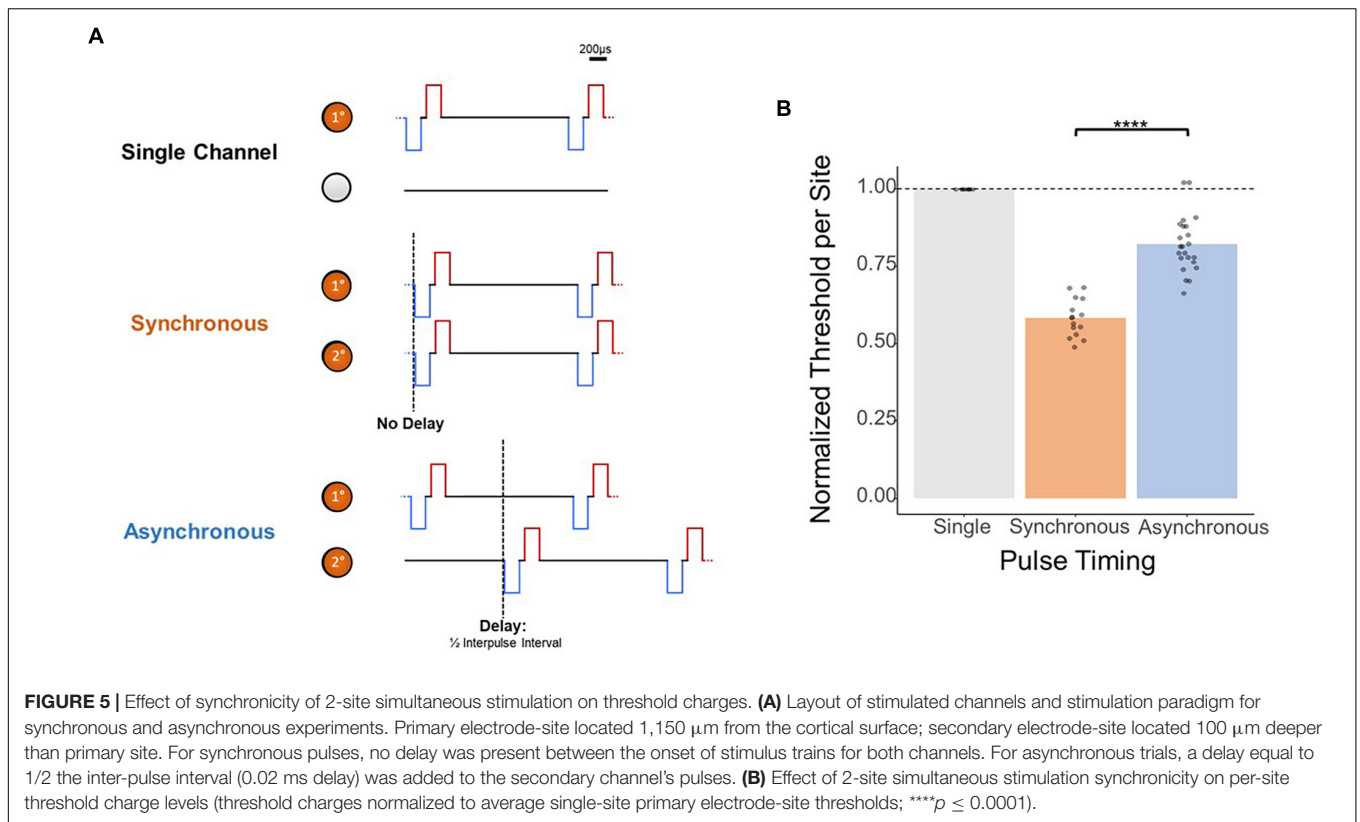 A
200µs
1°
Single Channel
1°
Synchronous
2°
No Delay
1°
Asynchronous
2°
Delay:
½ Interpulse Interval
B
****
Normalized Threshold per Site
1.00
0.75
0.50
0.25
0.00
Single Synchronous Asynchronous
Pulse Timing
FIGURE 5 | Effect of synchronicity of 2-site simultaneous stimulation on threshold charges. (A) Layout of stimulated channels and stimulation paradigm for
synchronous and asynchronous experiments. Primary electrode-site located 1,150 µm from the cortical surface; secondary electrode-site located 100 µm deeper
than primary site. For synchronous pulses, no delay was present between the onset of stimulus trains for both channels. For asynchronous trials, a delay equal to
1/2 the inter-pulse interval (0.02 ms delay) was added to the secondary channel's pulses. (B) Effect of 2-site simultaneous stimulation synchronicity on per-site
threshold charge levels (threshold charges normalized to average single-site primary electrode-site thresholds; ****p ≤ 0.0001).